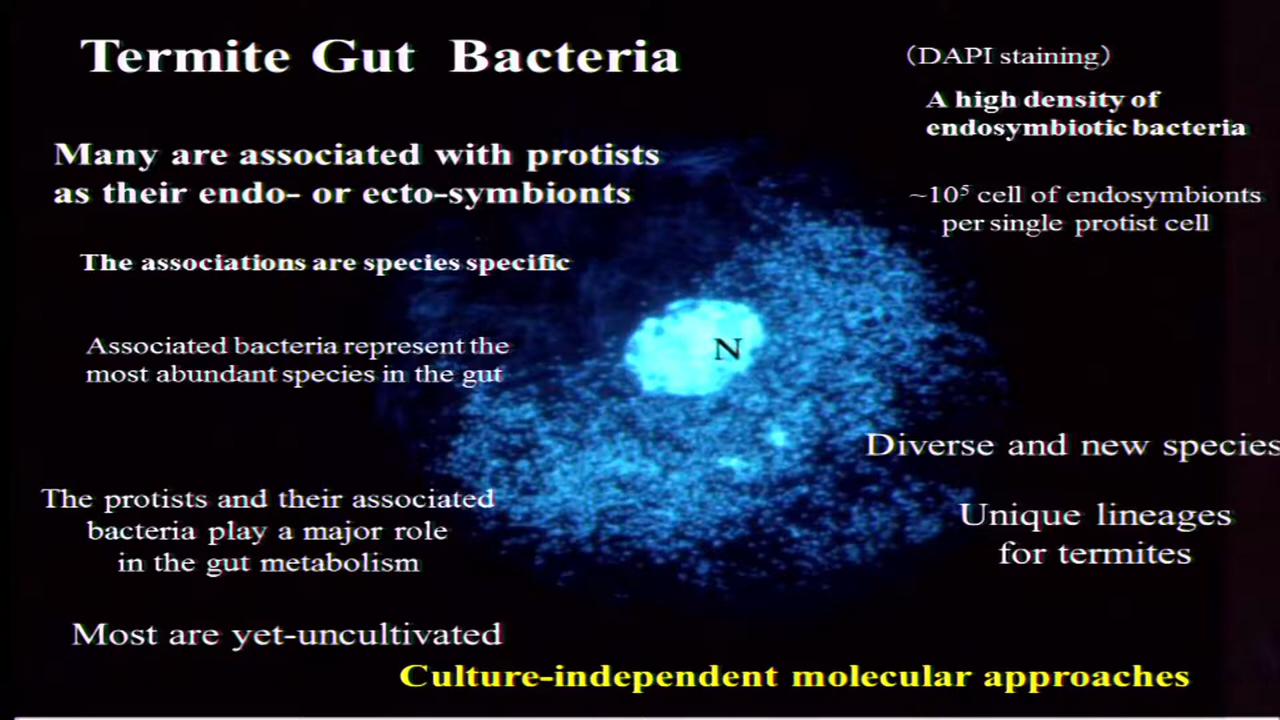 Termite Gut Bacteria
(DAPI staining)
A high density of
endosymbiotic bacteria
Many are associated with protists
as their endo- or ecto-symbionts
~10⁵ cell of endosymbionts
per single protist cell
The associations are species specific
Associated bacteria represent the
most abundant species in the gut
N
Diverse and new species
The protists and their associated
bacteria play a major role
in the gut metabolism
Unique lineages
for termites
Most are yet-uncultivated
Culture-independent molecular approaches